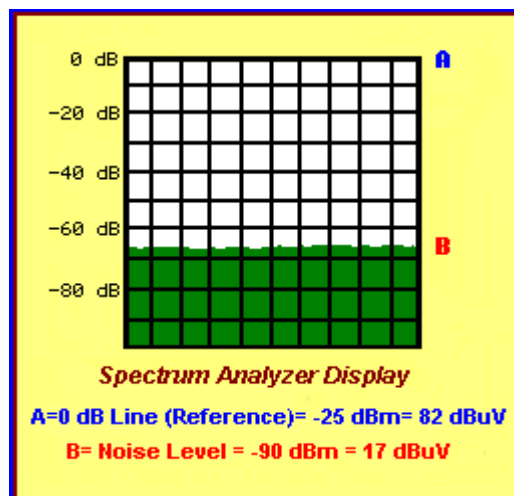 0 dB A
-20 dB
-40 dB
-60 dB
B
-80 dB
Spectrum Analyzer Display
A=0 dB Line (Reference)= -25 dBm= 82 dBuV
B= Noise Level = -90 dBm = 17 dBuV